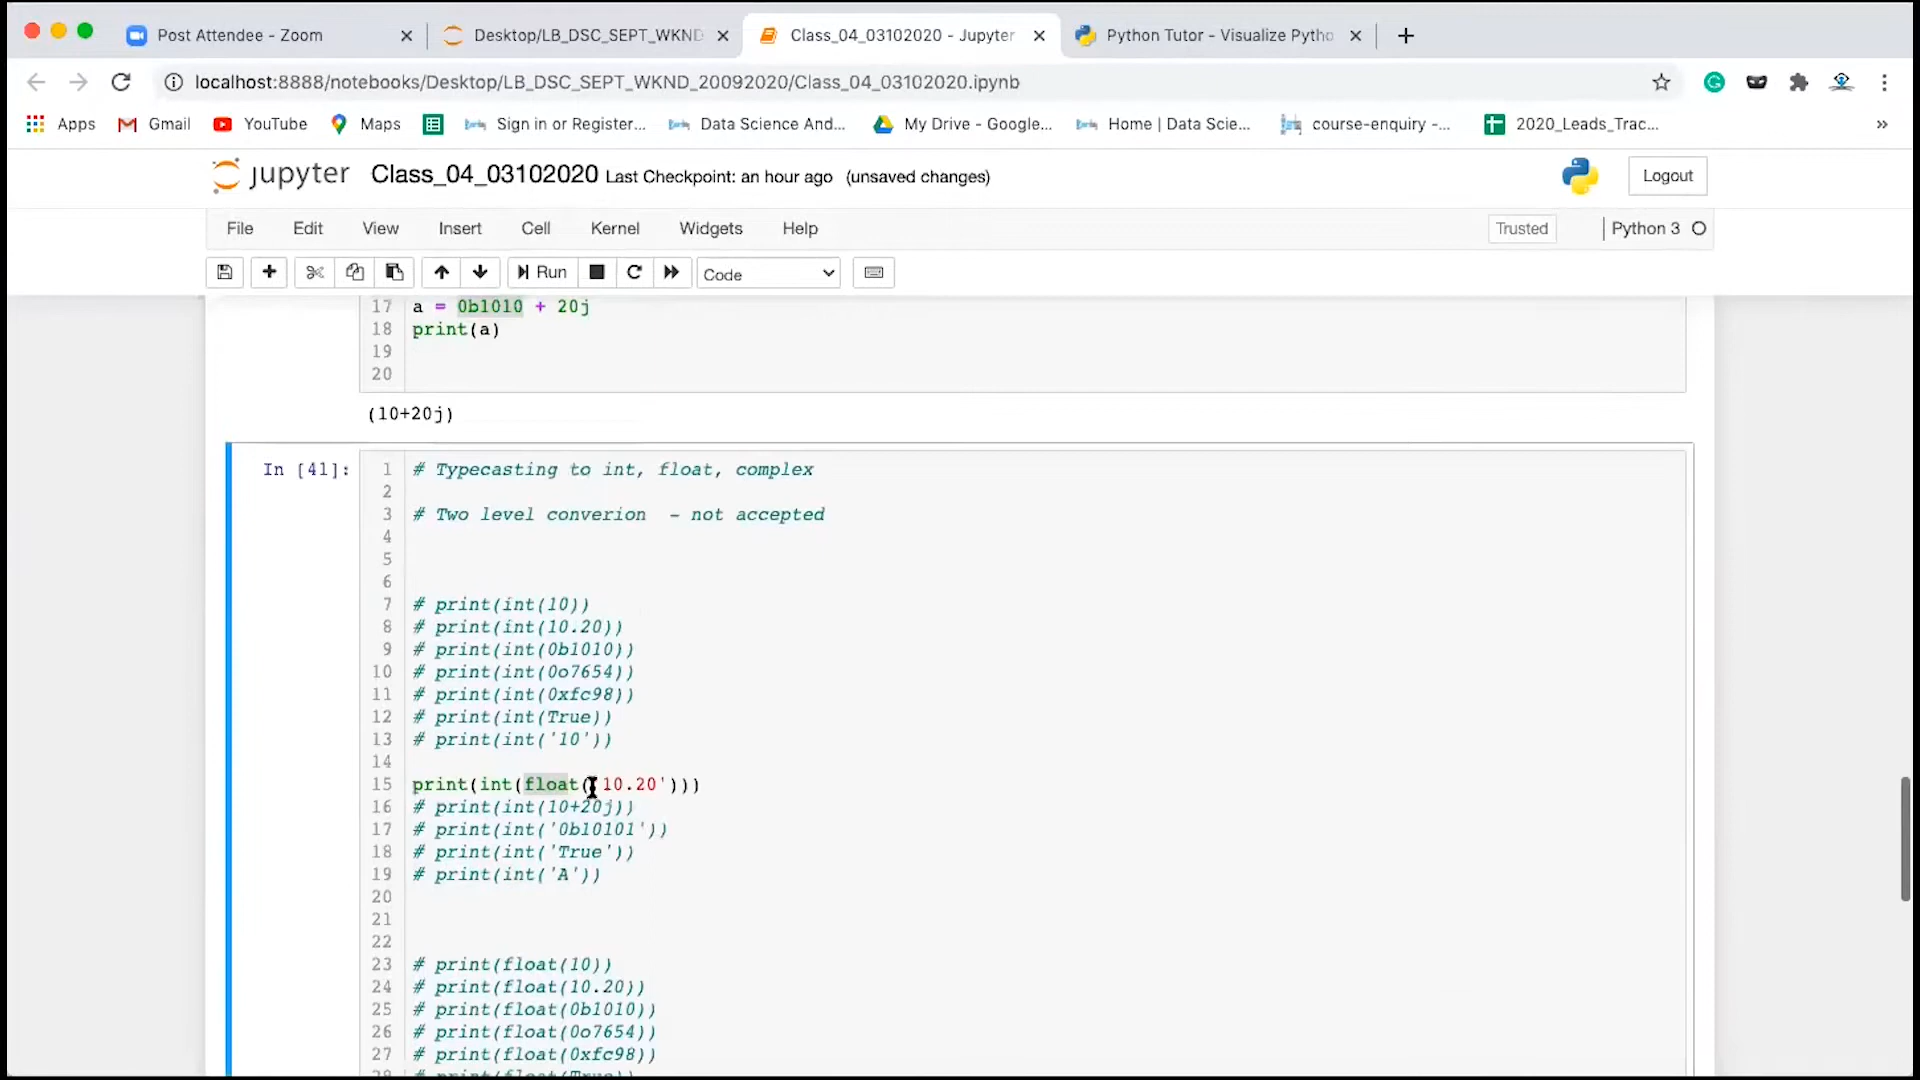 Post Attendee - Zoom
Desktop/LB_DSC_SEPT_WKND
Class_04_03102020 - Jupyter
Python Tutor - Visualize Pytho
localhost:8888/notebooks/Desktop/LB_DSC_SEPT_WKND_20092020/Class_04_03102020.ipynb
Apps
Gmail
YouTube
Maps
Sign in or Register...
Data Science And...
My Drive - Google...
Home | Data Scie...
course-enquiry -...
2020_Leads_Trac...
»
jupyter Class_04_03102020 Last Checkpoint: an hour ago (unsaved changes)
Logout
File Edit View Insert Cell Kernel Widgets Help
Trusted
Python 3
Run
Code
17 a = 0b1010 + 20j
18 print(a)
19
20
(10+20j)
In [41]:
1 # Typecasting to int, float, complex
2
3 # Two level converion  - not accepted
4
5
6
7 # print(int(10))
8 # print(int(10.20))
9 # print(int(0b1010))
10 # print(int(0o7654))
11 # print(int(0xfc98))
12 # print(int(True))
13 # print(int('10'))
14
15 print(int(float('10.20')))
16 # print(int(10+20j))
17 # print(int('0b10101'))
18 # print(int('True'))
19 # print(int('A'))
20
21
22
23 # print(float(10))
24 # print(float(10.20))
25 # print(float(0b1010))
26 # print(float(0o7654))
27 # print(float(0xfc98))
28 # print(float(True))